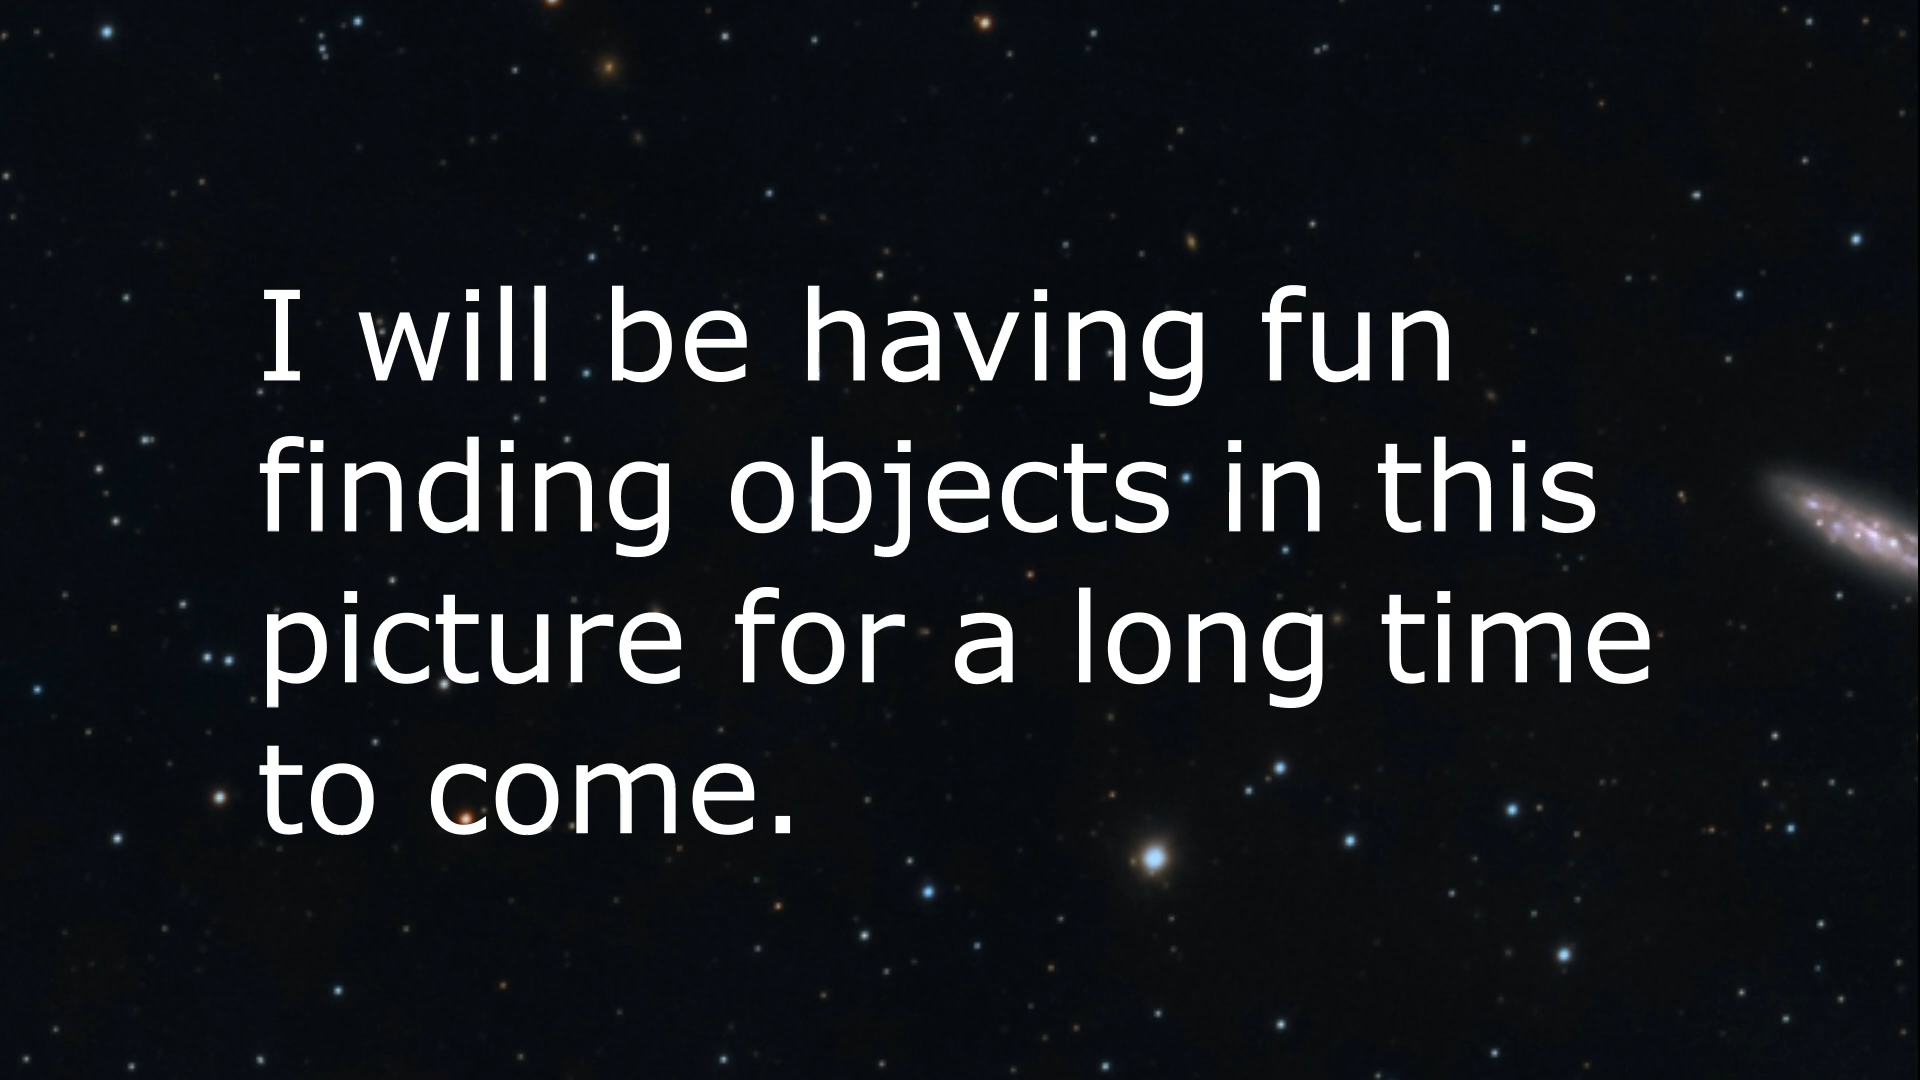 I will be having fun
finding objects in this
picture for a long time
to come.